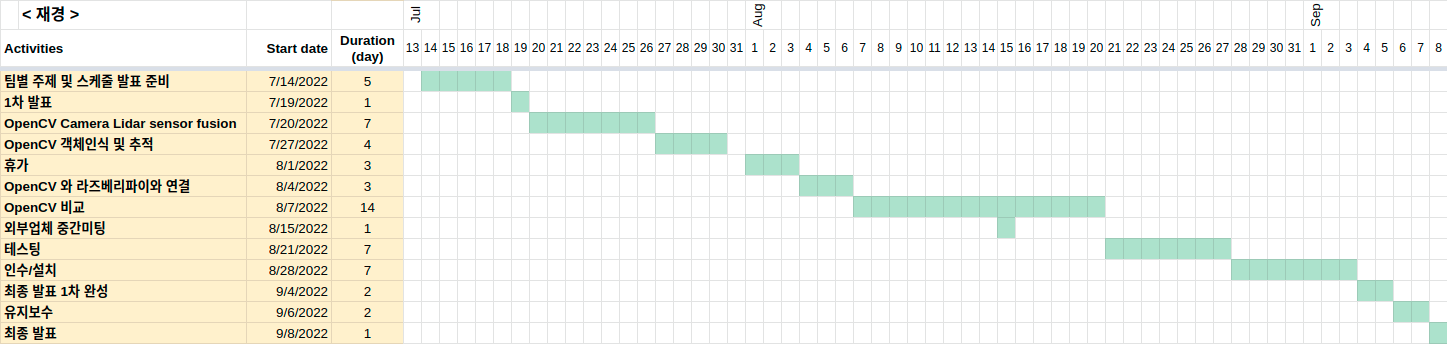 < 재경 > Jul Aug Sep
Activities Start date Duration (day) 13 14 15 16 17 18 19 20 21 22 23 24 25 26 27 28 29 30 31 1 2 3 4 5 6 7 8 9 10 11 12 13 14 15 16 17 18 19 20 21 22 23 24 25 26 27 28 29 30 31 1 2 3 4 5 6 7 8
팀별 주제 및 스케줄 발표 준비 7/14/2022 5
1차 발표 7/19/2022 1
OpenCV Camera Lidar sensor fusion 7/20/2022 7
OpenCV 객체인식 및 추적 7/27/2022 4
휴가 8/1/2022 3
OpenCV 와 라즈베리파이와 연결 8/4/2022 3
OpenCV 비교 8/7/2022 14
외부업체 중간미팅 8/15/2022 1
테스팅 8/21/2022 7
인수/설치 8/28/2022 7
최종 발표 1차 완성 9/4/2022 2
유지보수 9/6/2022 2
최종 발표 9/8/2022 1